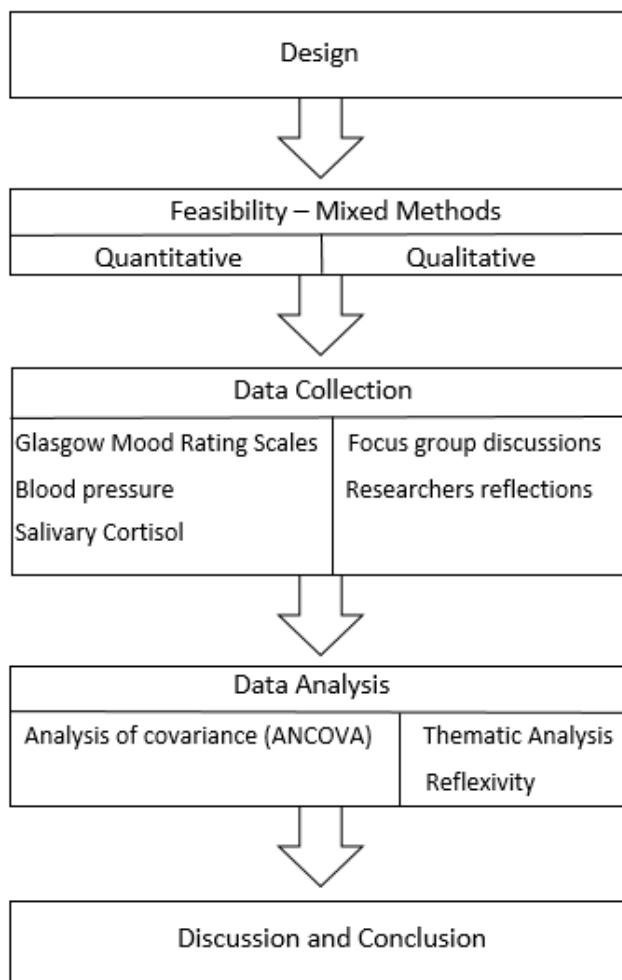 Design
Feasibility – Mixed Methods
Quantitative
Qualitative
Data Collection
Glasgow Mood Rating Scales
Blood pressure
Salivary Cortisol
Focus group discussions
Researchers reflections
Data Analysis
Analysis of covariance (ANCOVA)
Thematic Analysis
Reflexivity
Discussion and Conclusion